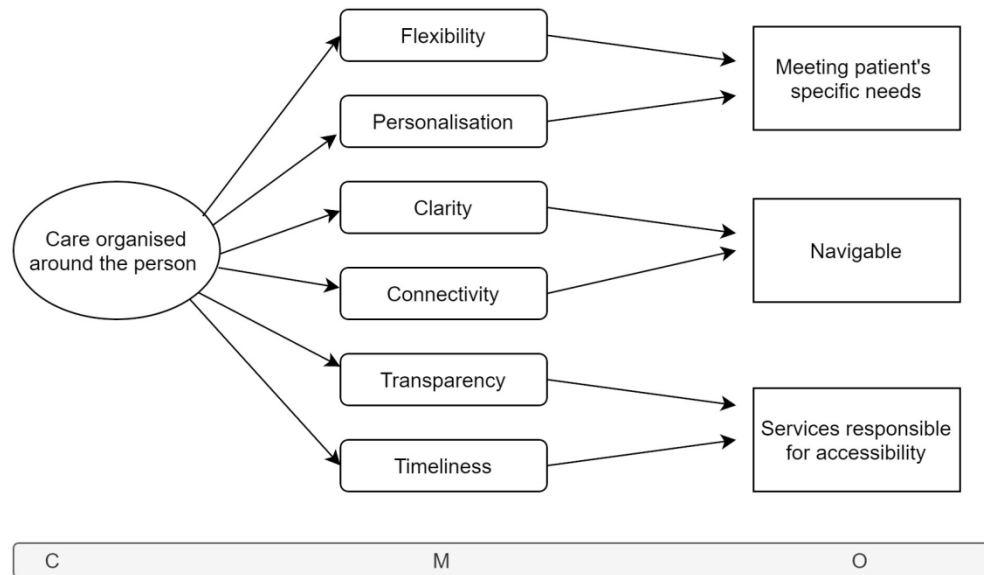 Flexibility
Personalisation
Clarity
Connectivity
Transparency
Timeliness
Care organised
around the person
Meeting patient's
specific needs
Navigable
Services responsible
for accessibility
C
M
O